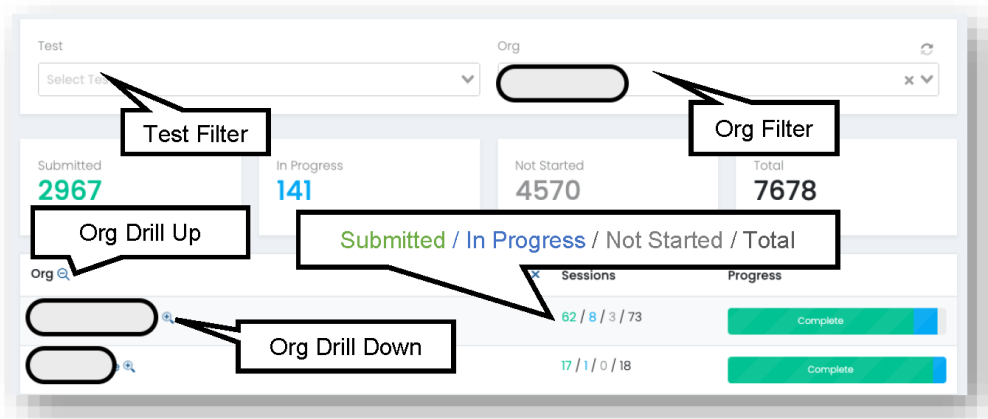 Test
Org
Select Tes
Test Filter
Org Filter
Submitted
In Progress
Not Started
Total
2967
141
4570
7678
Org Drill Up
Submitted / In Progress / Not Started / Total
Org
Sessions
Progress
62 / 8 / 3 / 73
Complete
Org Drill Down
17 / 1 / 0 / 18
Complete